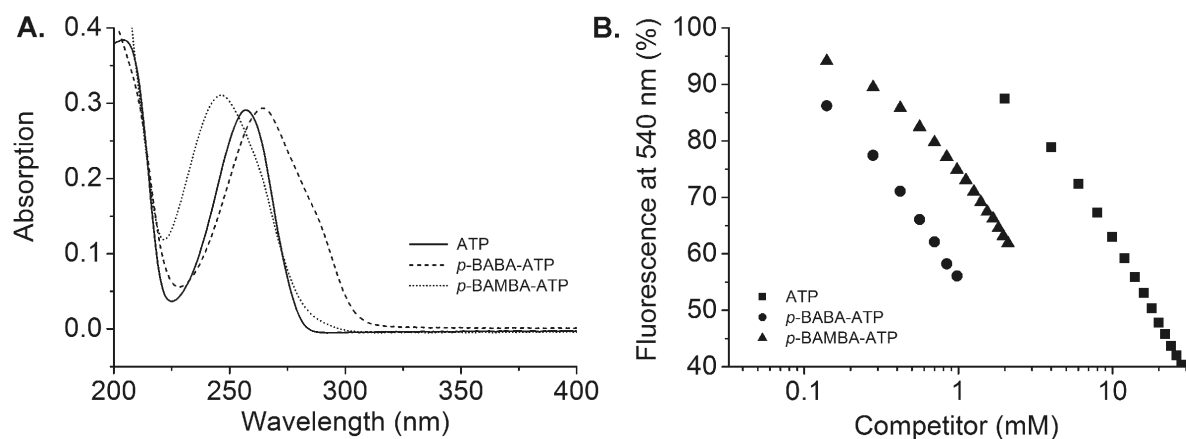 A.
Absorption
0.4
0.3
0.2
0.1
0.0
ATP
p-BABA-ATP
p-BAMBA-ATP
200
250
300
350
400
Wavelength (nm)
B.
Fluorescence at 540 nm (%)
100
90
80
70
60
50
40
ATP
p-BABA-ATP
p-BAMBA-ATP
0.1
1
10
Competitor (mM)